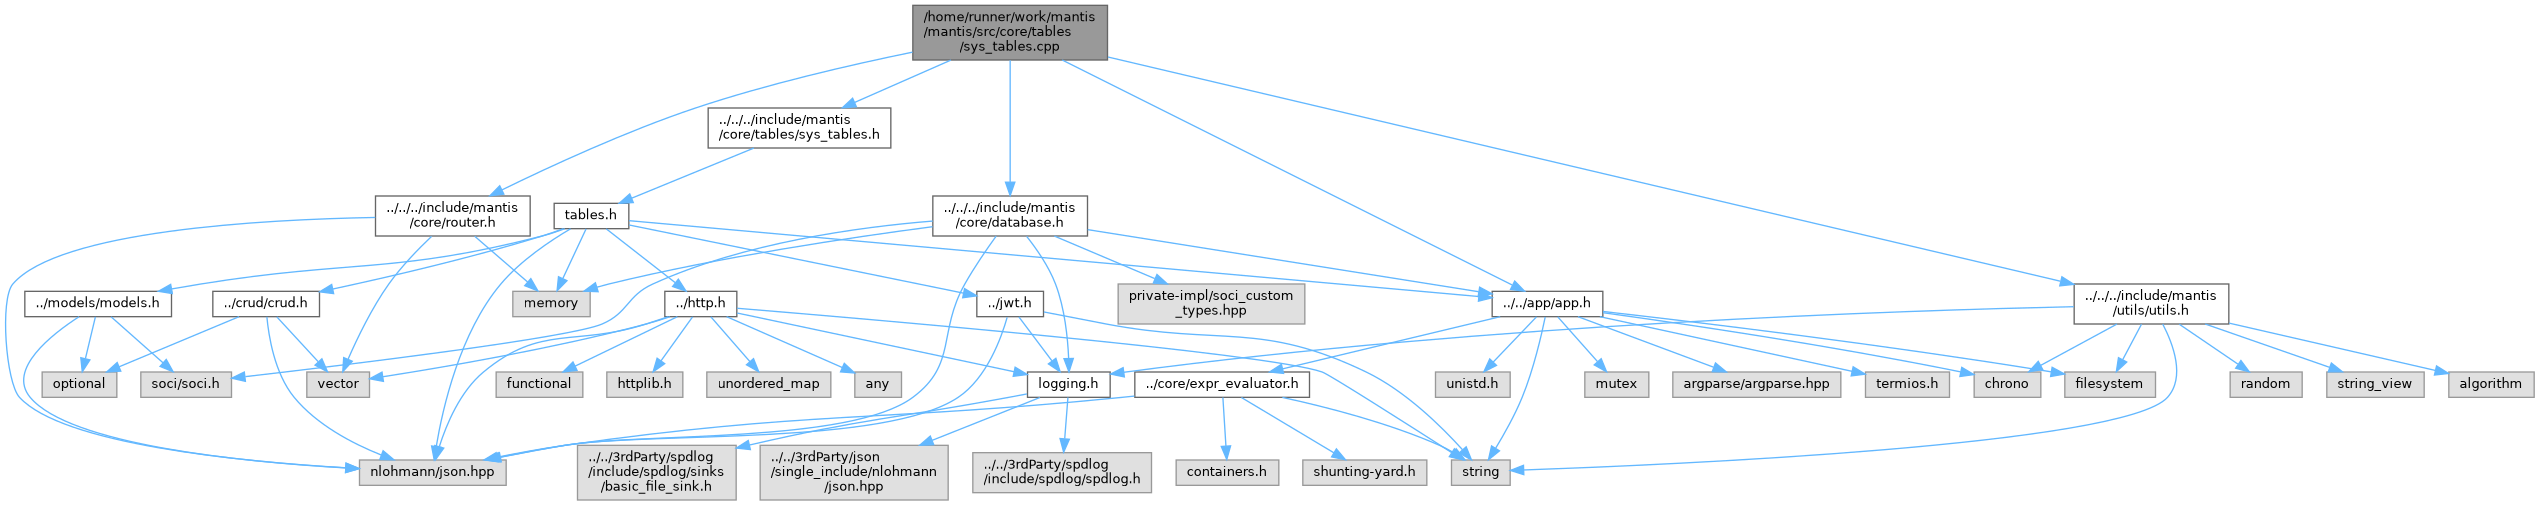 /home/runner/work/mantis
/mantis/src/core/tables
/sys_tables.cpp
../../../include/mantis
/core/tables/sys_tables.h
../../../include/mantis
/core/router.h
tables.h
../../../include/mantis
/core/database.h
../models/models.h
../crud/crud.h
memory
../http.h
../jwt.h
private-impl/soci_custom
_types.hpp
../../app/app.h
../../../include/mantis
/utils/utils.h
optional
soci/soci.h
vector
functional
httplib.h
unordered_map
any
logging.h
../core/expr_evaluator.h
unistd.h
mutex
argparse/argparse.hpp
termios.h
chrono
filesystem
random
string_view
algorithm
nlohmann/json.hpp
../../3rdParty/spdlog
/include/spdlog/sinks
/basic_file_sink.h
../../3rdParty/json
/single_include/nlohmann
/json.hpp
../../3rdParty/spdlog
/include/spdlog/spdlog.h
containers.h
shunting-yard.h
string